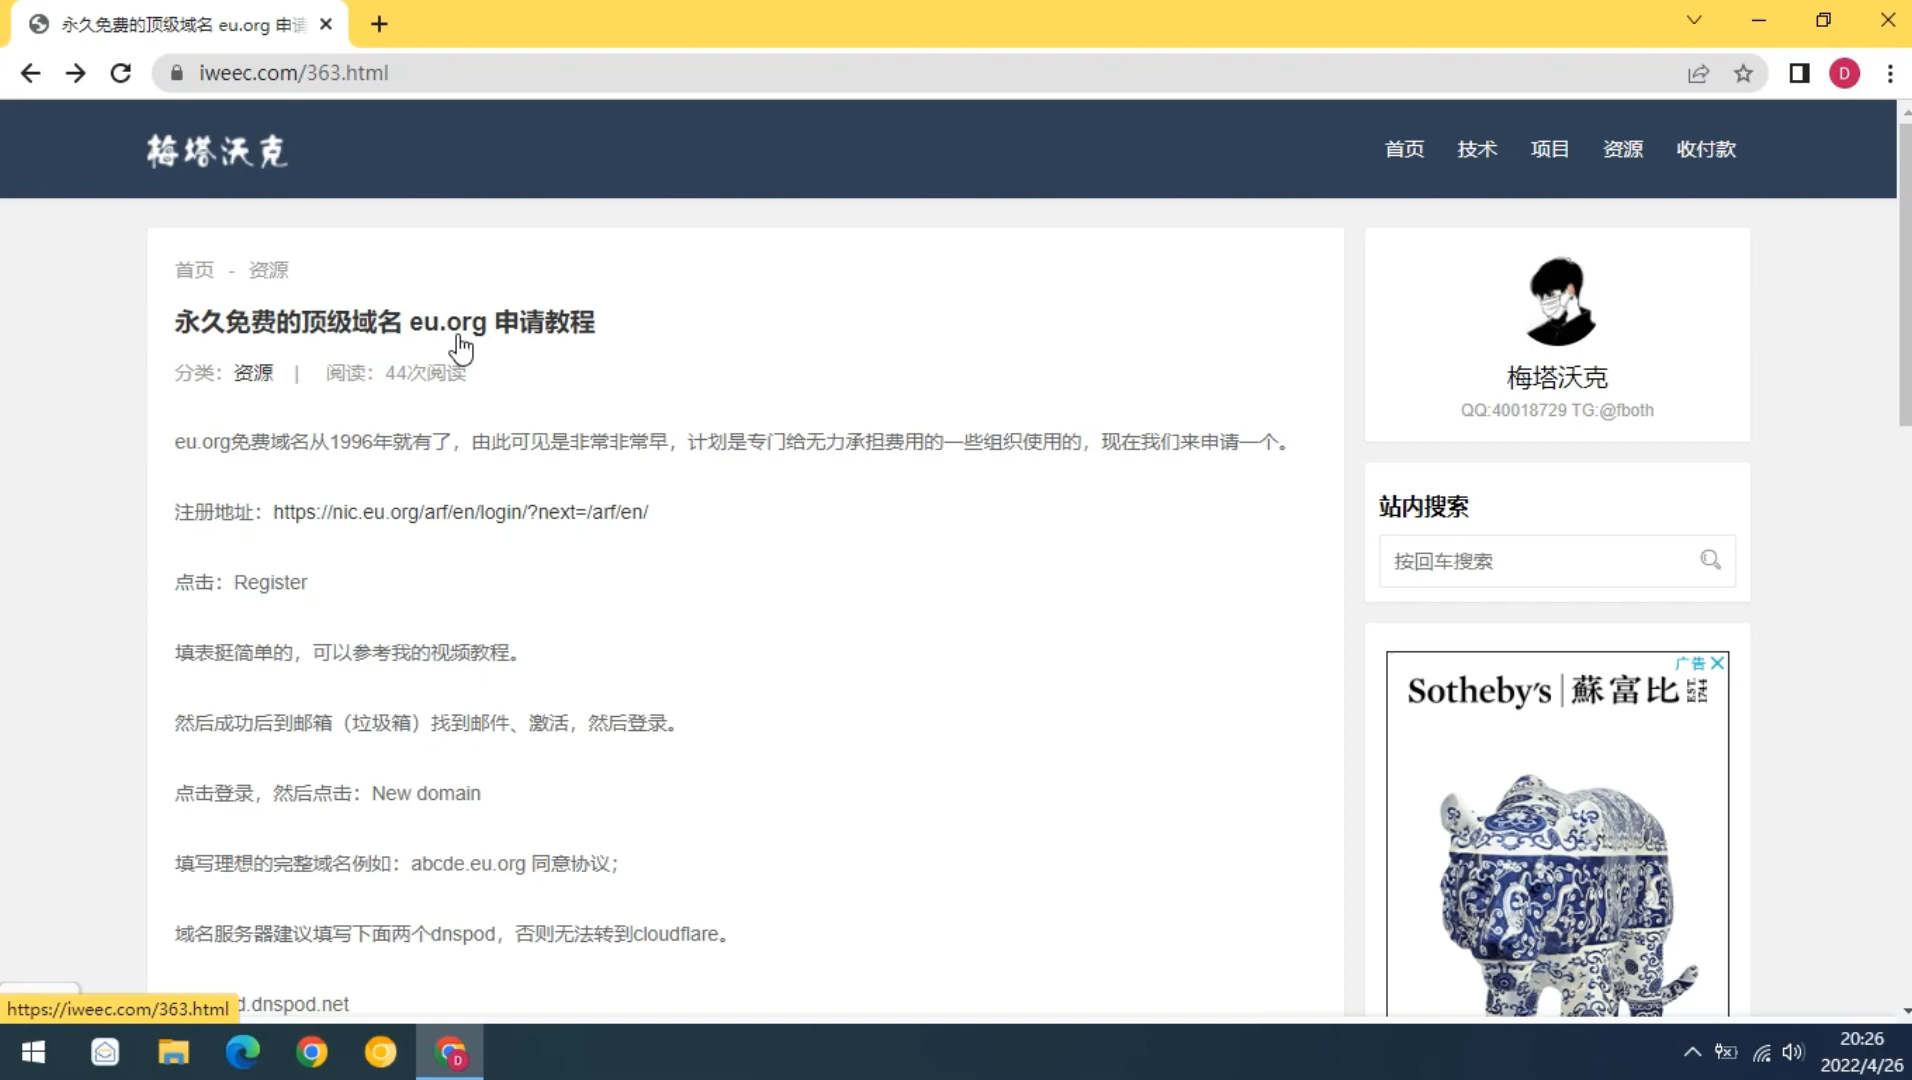 永久免费的顶级域名 eu.org 申请
iweec.com/363.html
D
梅塔沃克
首页 技术 项目 资源 收付款
首页 - 资源
永久免费的顶级域名 eu.org 申请教程
分类：资源 | 阅读：44次阅读
eu.org免费域名从1996年就有了，由此可见是非常非常早，计划是专门给无力承担费用的一些组织使用的，现在我们来申请一个。
注册地址：https://nic.eu.org/arf/en/login/?next=/arf/en/
点击：Register
填表挺简单的，可以参考我的视频教程。
然后成功后到邮箱（垃圾箱）找到邮件、激活，然后登录。
点击登录，然后点击：New domain
填写理想的完整域名例如：abcde.eu.org 同意协议；
域名服务器建议填写下面两个dnspod，否则无法转到cloudflare。
d.dnspod.net
梅塔沃克
QQ:40018729 TG:@fboth
站内搜索
按回车搜索
广告
Sotheby's | 蘇富比 EST. 1744
https://iweec.com/363.html
D
20:26
2022/4/26